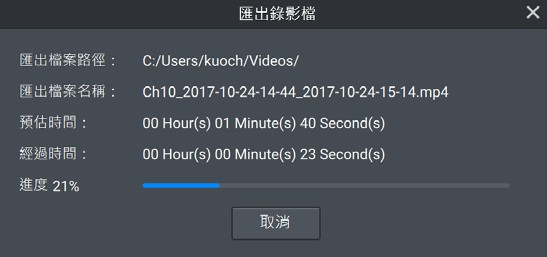 匯出錄影檔
匯出檔案路徑： C:/Users/kuoch/Videos/
匯出檔案名稱： Ch10_2017-10-24-14-44_2017-10-24-15-14.mp4
預估時間： 00 Hour(s) 01 Minute(s) 40 Second(s)
經過時間： 00 Hour(s) 00 Minute(s) 23 Second(s)
進度 21%
取消